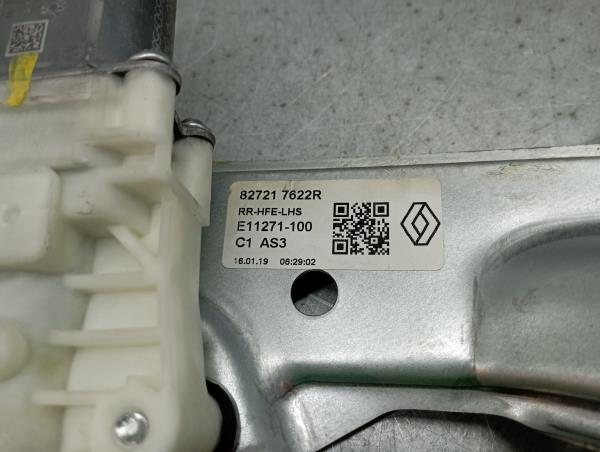 82721 7622R
RR-HFE-LHS
E11271-100
C1 AS3
16.01.19 06:29:02